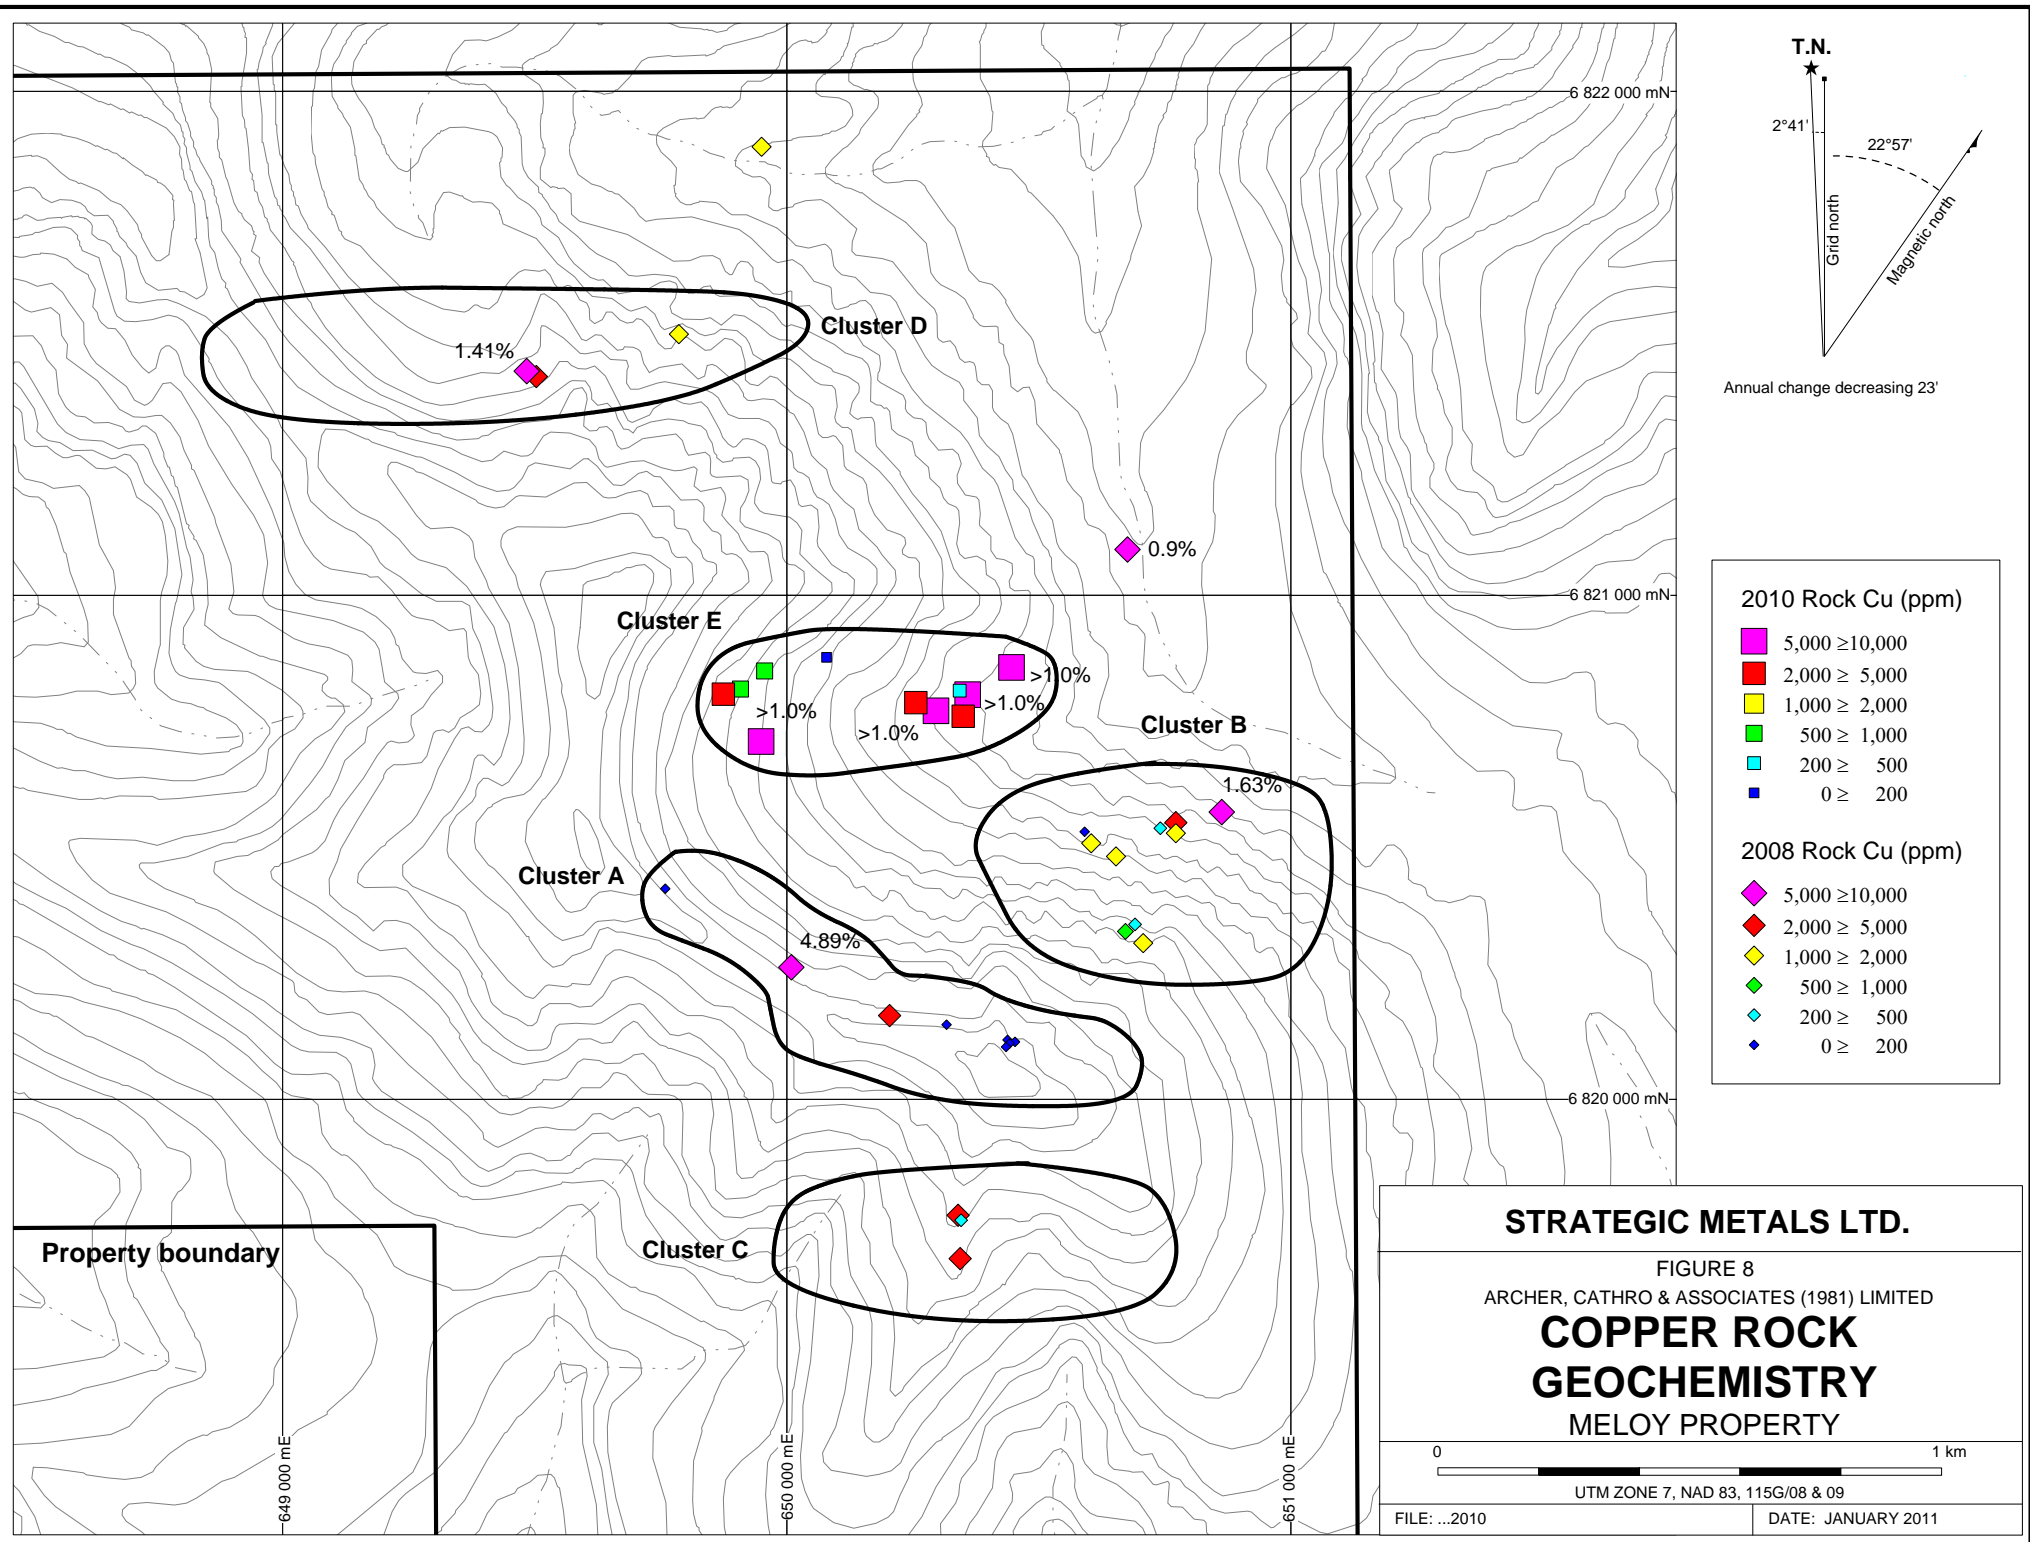 T.N.
6 822 000 mN
2°41'
22°57'
Grid north
Magnetic north
Annual change decreasing 23'
Cluster D
1.41%
0.9%
6 821 000 mN
Cluster E
>1.0%
>1.0%
>1.0%
>1.0%
Cluster B
1.63%
Cluster A
4.89%
6 820 000 mN
Cluster C
Property boundary
649 000 mE
650 000 mE
651 000 mE
2010 Rock Cu (ppm)
5,000 ≥10,000
2,000 ≥ 5,000
1,000 ≥ 2,000
500 ≥ 1,000
200 ≥ 500
0 ≥ 200
2008 Rock Cu (ppm)
5,000 ≥10,000
2,000 ≥ 5,000
1,000 ≥ 2,000
500 ≥ 1,000
200 ≥ 500
0 ≥ 200
STRATEGIC METALS LTD.
FIGURE 8
ARCHER, CATHRO & ASSOCIATES (1981) LIMITED
COPPER ROCK
GEOCHEMISTRY
MELOY PROPERTY
0 1 km
UTM ZONE 7, NAD 83, 115G/08 & 09
FILE: ...2010 DATE: JANUARY 2011